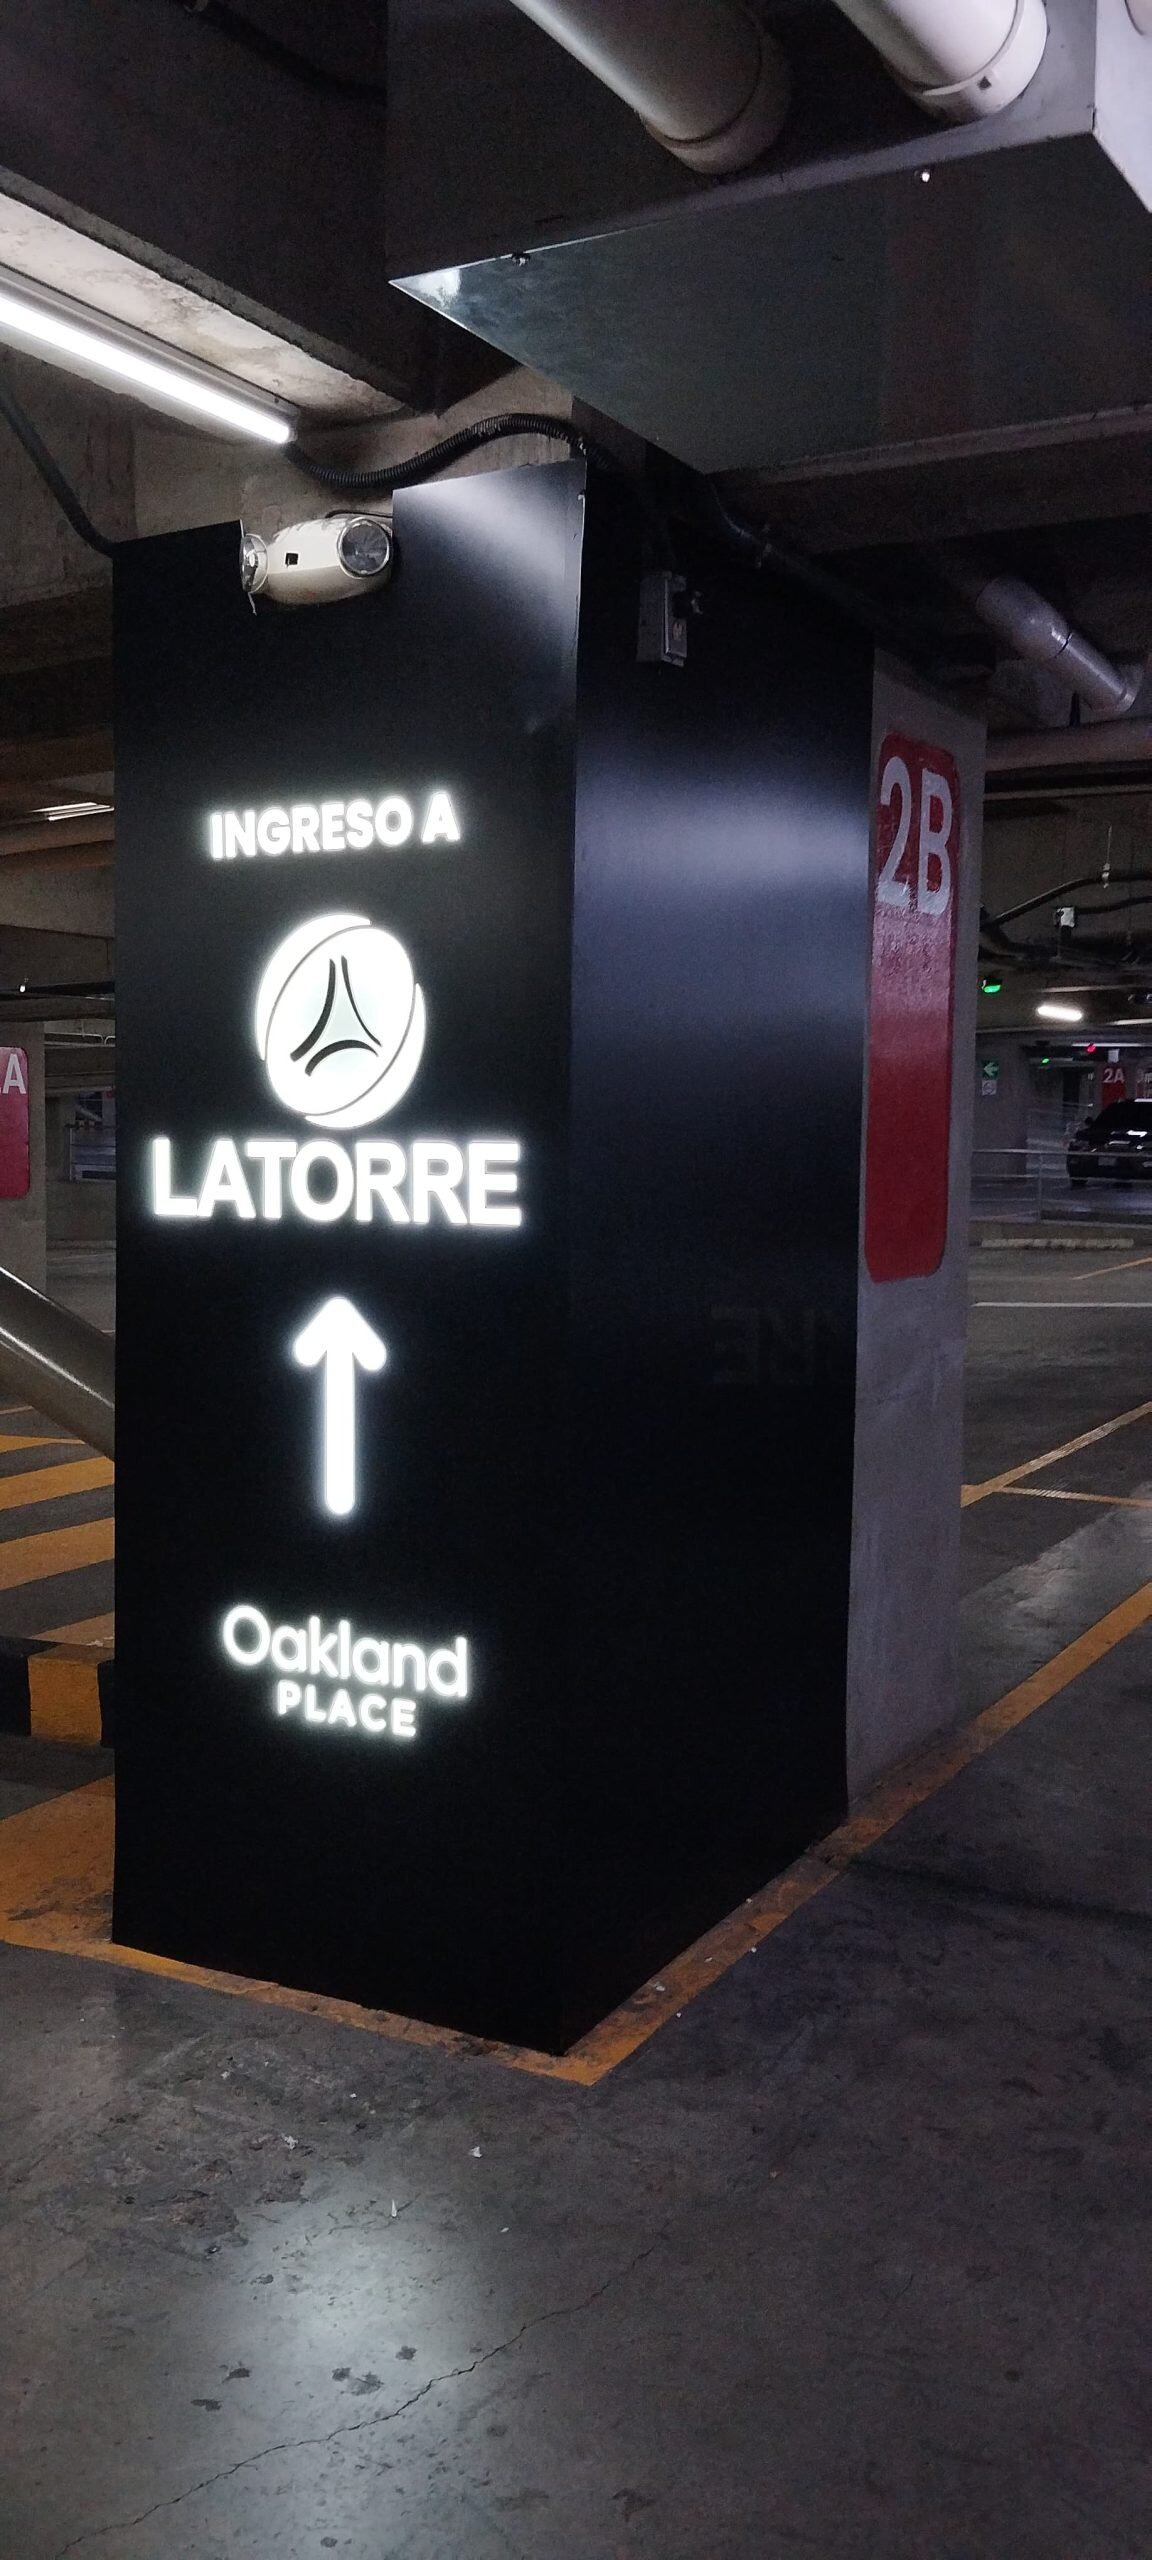 INGRESO A
LATORRE
Oakland
PLACE
2B
A
2A